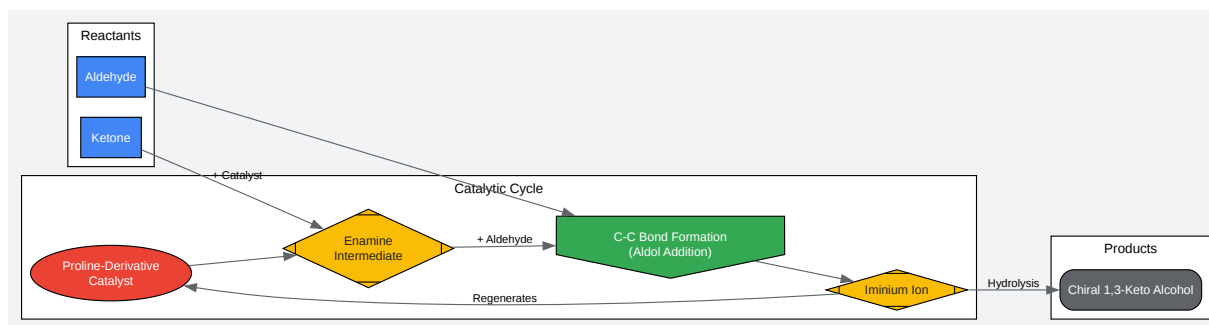 Reactants
Aldehyde
Ketone
+ Catalyst
Catalytic Cycle
Enamine
Intermediate
+ Aldehyde
C-C Bond Formation
(Aldol Addition)
Proline-Derivative
Catalyst
Regenerates
Iminium Ion
Hydrolysis
Products
Chiral 1,3-Keto Alcohol